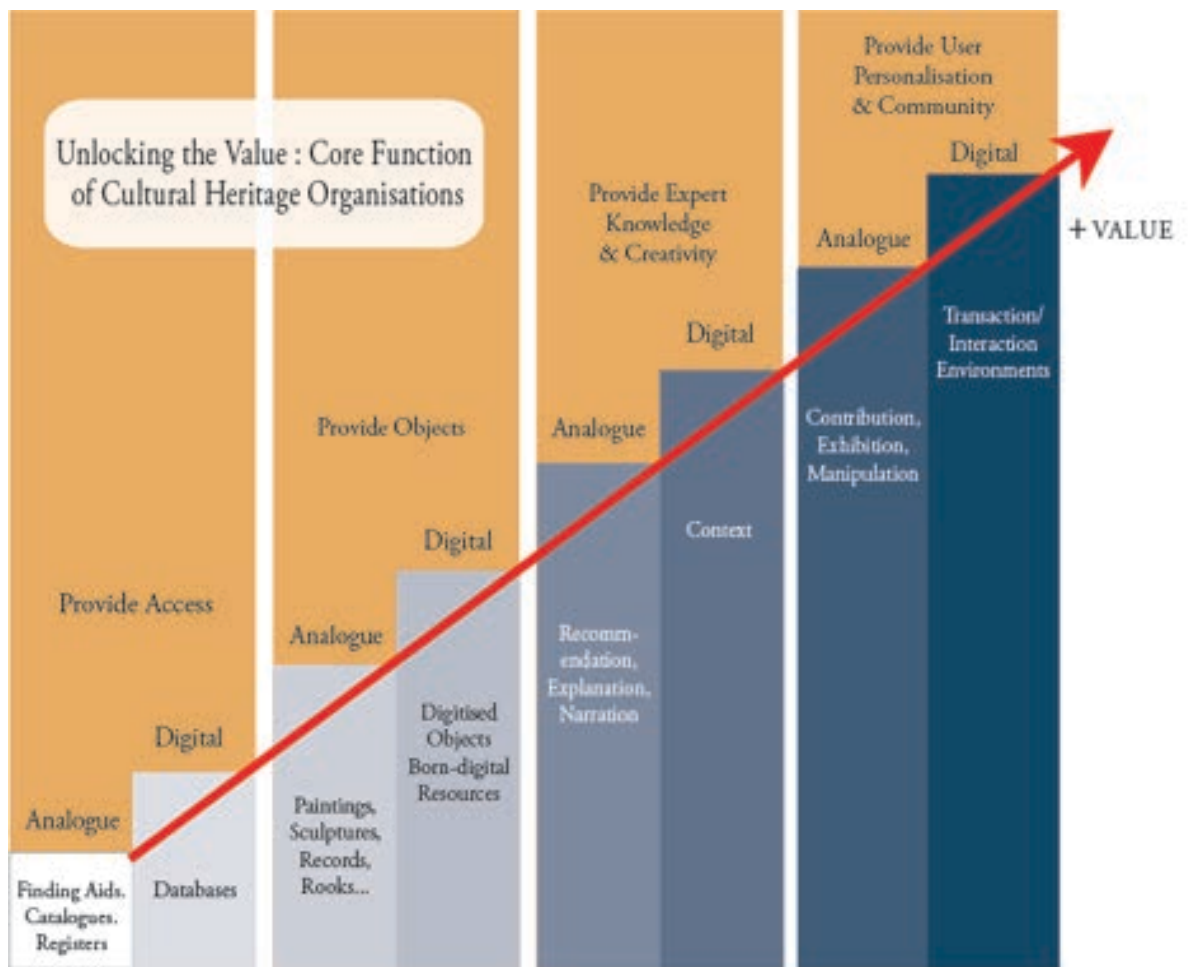 Unlocking the Value : Core Function
of Cultural Heritage Organisations
Provide Access
Analogue
Finding Aids.
Catalogues.
Registers
Digital
Databases
Provide Objects
Analogue
Paintings,
Sculptures,
Records,
Rooks...
Digital
Digitised
Objects
Born-digital
Resources
Provide Expert
Knowledge
& Creativity
Analogue
Recomm-
endation,
Explanation,
Narration
Digital
Context
Provide User
Personalisation
& Community
Analogue
Contribution,
Exhibition,
Manipulation
Digital
Transaction/
Interaction
Environments
+ VALUE